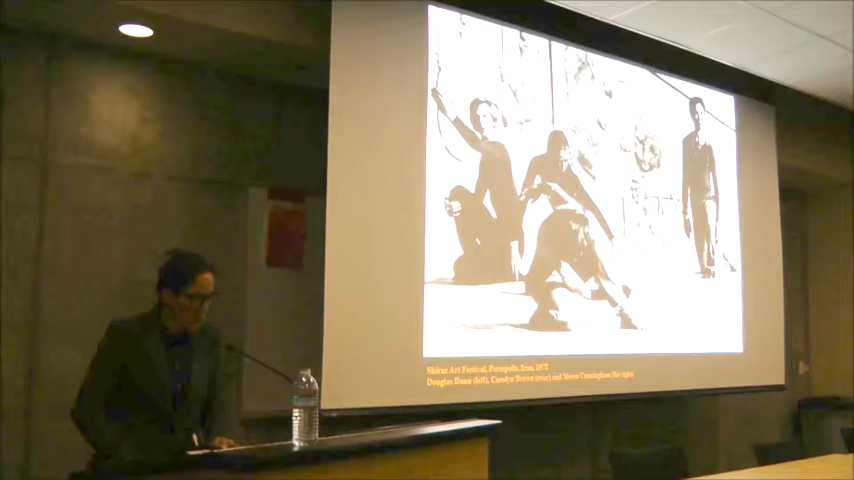 Shiraz Art Festival, Persepolis, Iran, 1972
Douglas Dunn (left), Carolyn Brown (rear) and Merce Cunningham (far right)